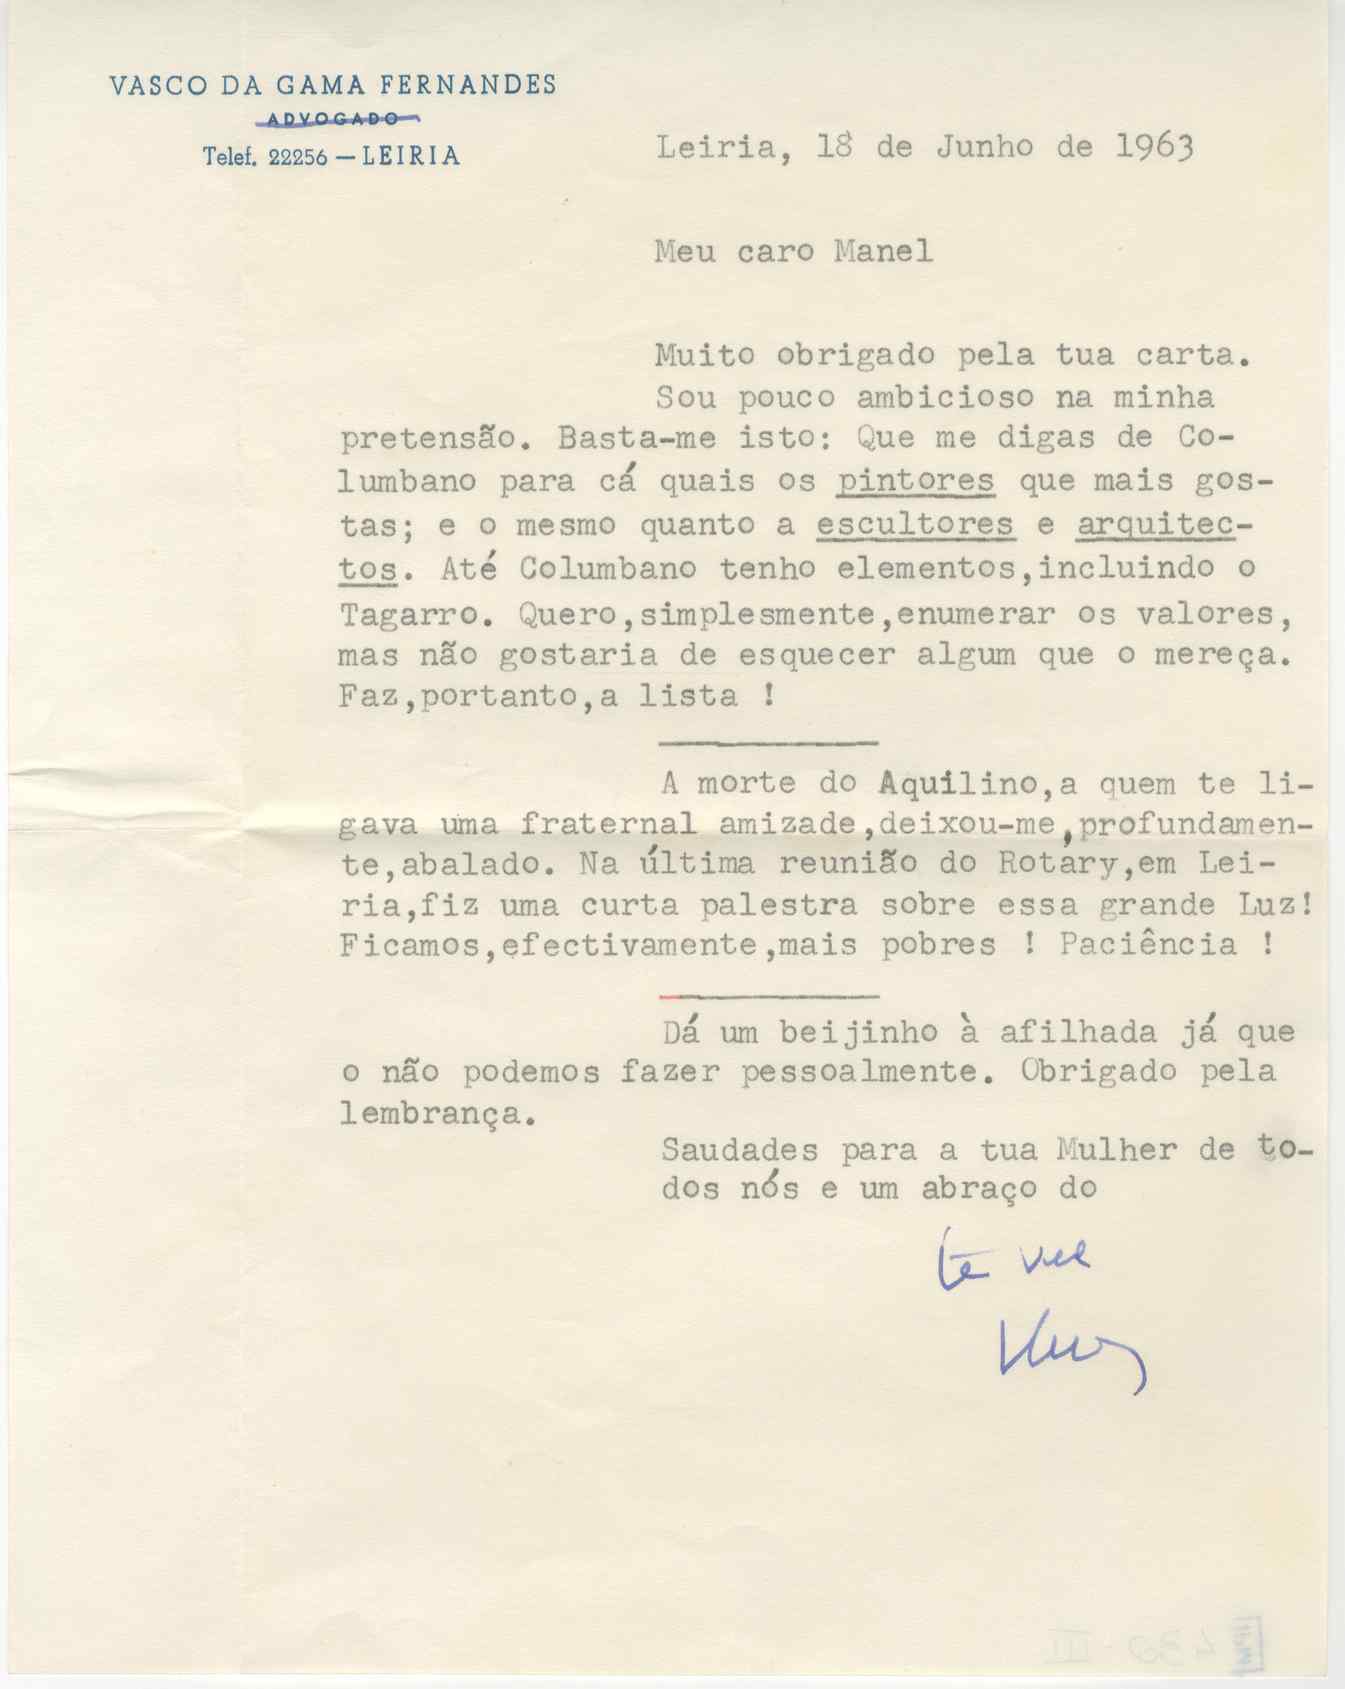 VASCO DA GAMA FERNANDES
ADVOGADO
Telef. 22256 — LEIRIA
Leiria, 18 de Junho de 1963
Meu caro Manel
Muito obrigado pela tua carta.
Sou pouco ambicioso na minha
pretensão. Basta-me isto: Que me digas de Co-
lumbano para cá quais os pintores que mais gos-
tas; e o mesmo quanto a escultores e arquitec-
tos. Até Columbano tenho elementos,incluindo o
Tagarro. Quero,simplesmente,enumerar os valores,
mas não gostaria de esquecer algum que o mereça.
Faz,portanto,a lista !
A morte do Aquilino,a quem te li-
gava uma fraternal amizade,deixou-me,profundamen-
te,abalado. Na última reunião do Rotary,em Lei-
ria,fiz uma curta palestra sobre essa grande Luz!
Ficamos,efectivamente,mais pobres ! Paciência !
Dá um beijinho à afilhada já que
o não podemos fazer pessoalmente. Obrigado pela
lembrança.
Saudades para a tua Mulher de to-
dos nós e um abraço do